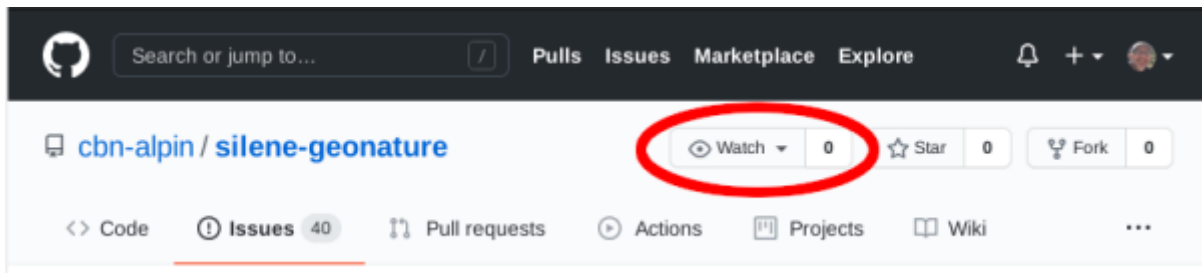 Search or jump to... / Pulls Issues Marketplace Explore
cbn-alpin / silene-geonature Watch 0 Star 0 Fork 0
Code Issues 40 Pull requests Actions Projects Wiki ...